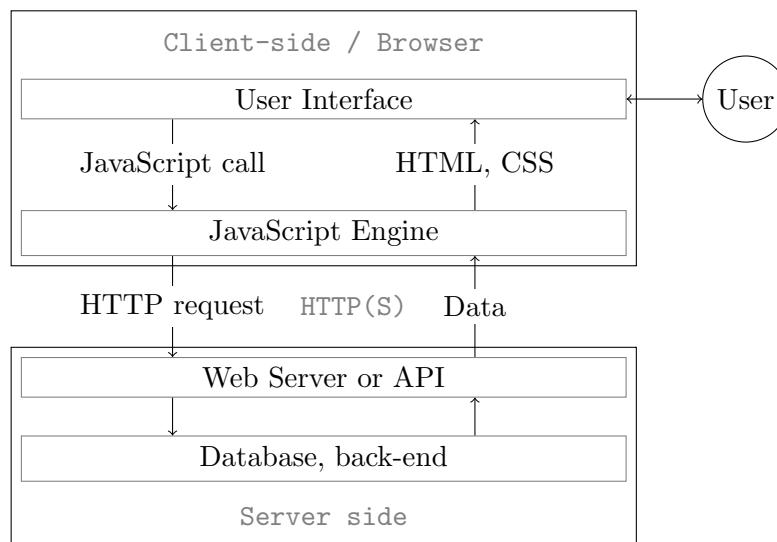 Client-side / Browser
User Interface
User
JavaScript call
HTML, CSS
JavaScript Engine
HTTP request
HTTP(S)
Data
Web Server or API
Database, back-end
Server side